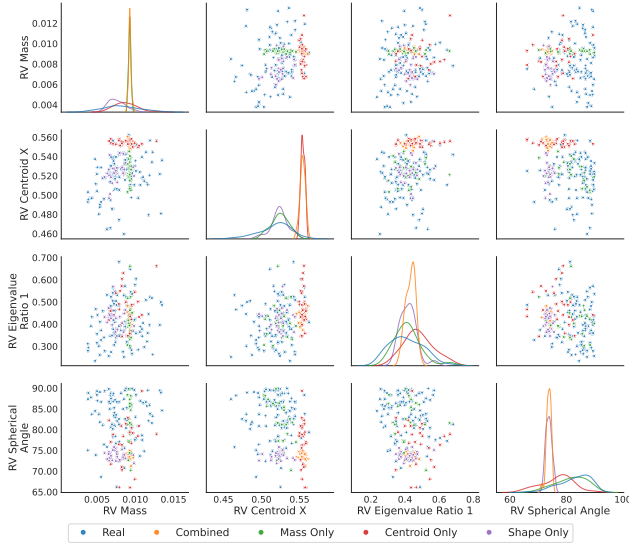 0.012
0.010
0.008
0.006
0.004
RV Mass
0.560
0.540
0.520
0.500
0.480
0.460
RV Centroid X
0.700
0.600
0.500
0.400
0.300
RV Eigenvalue
Ratio 1
90.00
85.00
80.00
75.00
70.00
65.00
RV Spherical
Angle
0.005 0.010 0.015
RV Mass
0.45 0.50 0.55
RV Centroid X
0.2 0.4 0.6 0.8
RV Eigenvalue Ratio 1
60 80 100
RV Spherical Angle
Real Combined Mass Only Centroid Only Shape Only